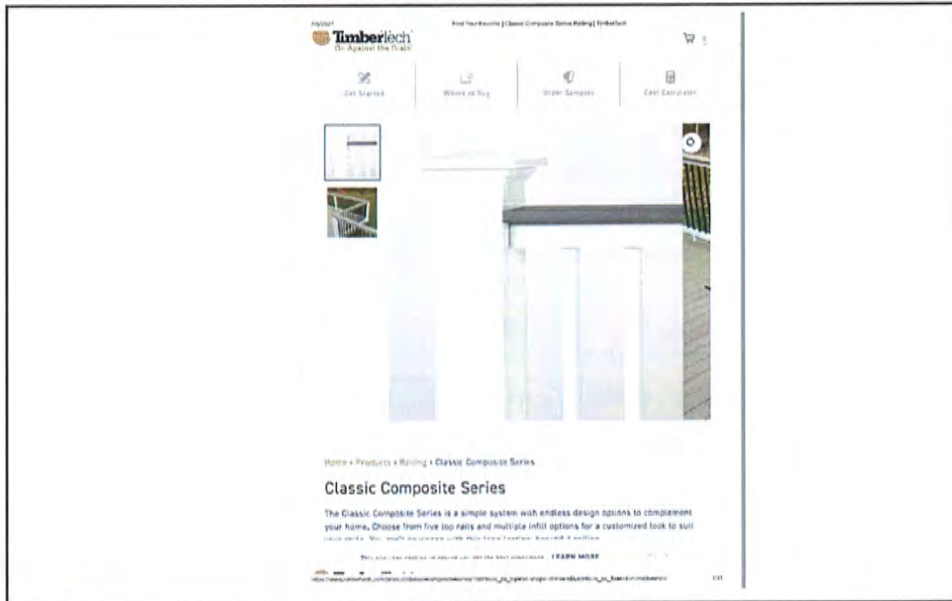 Find Your Favorite | Classic Composite Series Railing | TimberTech
TimberTech
Go Against the Grain
Get Started
Where to Buy
Order Samples
Cost Calculator
Home › Products › Railing › Classic Composite Series
Classic Composite Series
The Classic Composite Series is a simple system with endless design options to complement
your home. Choose from five top rails and multiple infill options for a customized look to suit
LEARN MORE